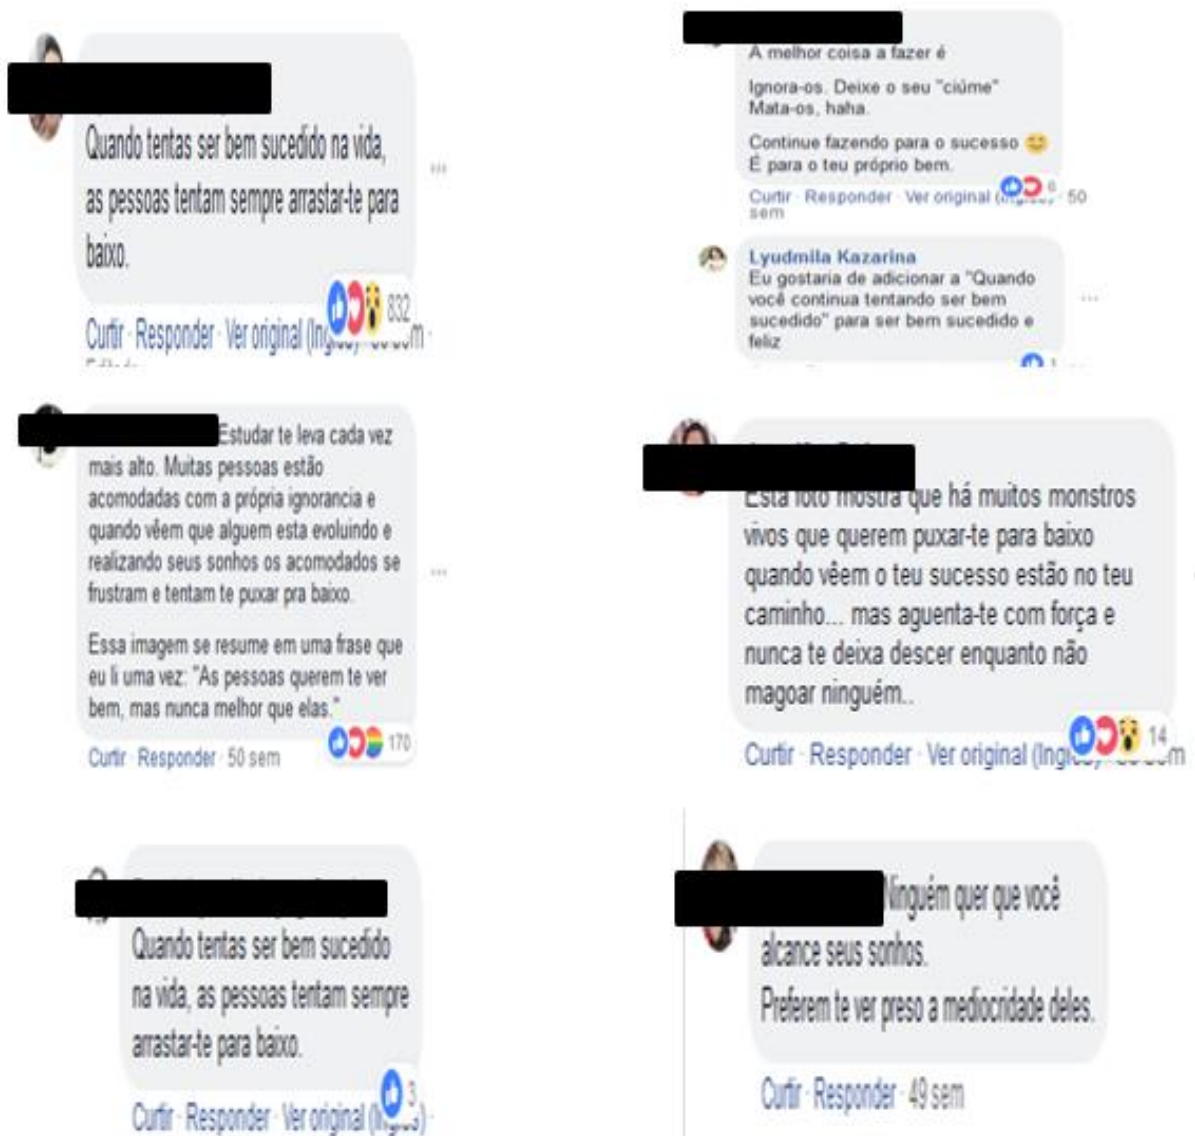 Quando tentas ser bem sucedido na vida,
as pessoas tentam sempre arrastar-te para
baixo.
832
Curtir · Responder · Ver original
A melhor coisa a fazer é
Ignora-os. Deixe o seu "ciúme"
Mata-os, haha.
Continue fazendo para o sucesso 😊
É para o teu próprio bem.
6
Curtir · Responder · Ver original · 50
sem
Lyudmila Kazarina
Eu gostaria de adicionar a "Quando
você continua tentando ser bem
sucedido" para ser bem sucedido e
feliz
1
Estudar te leva cada vez
mais alto. Muitas pessoas estão
acomodadas com a própria ignorancia e
quando vêem que alguem esta evoluindo e
realizando seus sonhos os acomodados se
frustram e tentam te puxar pra baixo.
Essa imagem se resume em uma frase que
eu li uma vez: "As pessoas querem te ver
bem, mas nunca melhor que elas."
170
Curtir · Responder · 50 sem
Esta foto mostra que há muitos monstros
vivos que querem puxar-te para baixo
quando vêem o teu sucesso estão no teu
caminho... mas aguenta-te com força e
nunca te deixa descer enquanto não
magoar ninguém..
14
Curtir · Responder · Ver original
Quando tentas ser bem sucedido
na vida, as pessoas tentam sempre
arrastar-te para baixo.
3
Curtir · Responder · Ver original
Ninguém quer que você
alcance seus sonhos.
Preferem te ver preso a mediocridade deles.
Curtir · Responder · 49 sem